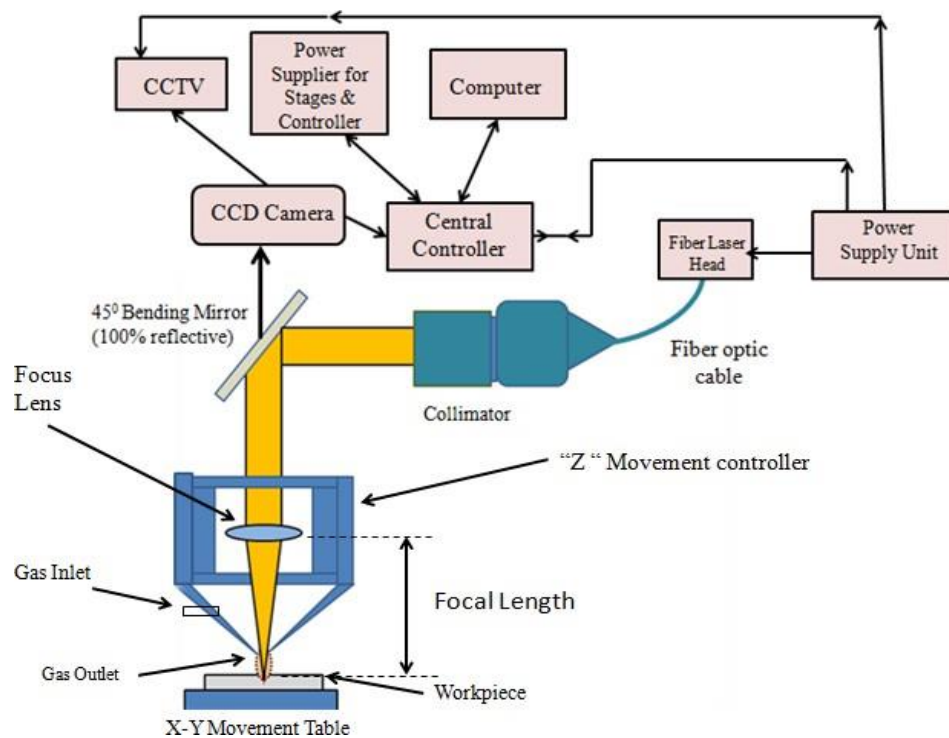 CCTV
Power
Supplier for
Stages &
Controller
Computer
CCD Camera
Central
Controller
Fiber Laser
Head
Power
Supply Unit
45⁰ Bending Mirror
(100% reflective)
Fiber optic
cable
Focus
Lens
Collimator
“Z “ Movement controller
Gas Inlet
Focal Length
Gas Outlet
Workpiece
X-Y Movement Table